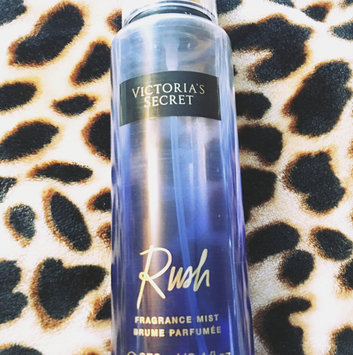 VICTORIA'S
SECRET
Rush
FRAGRANCE MIST
BRUME PARFUMÉE